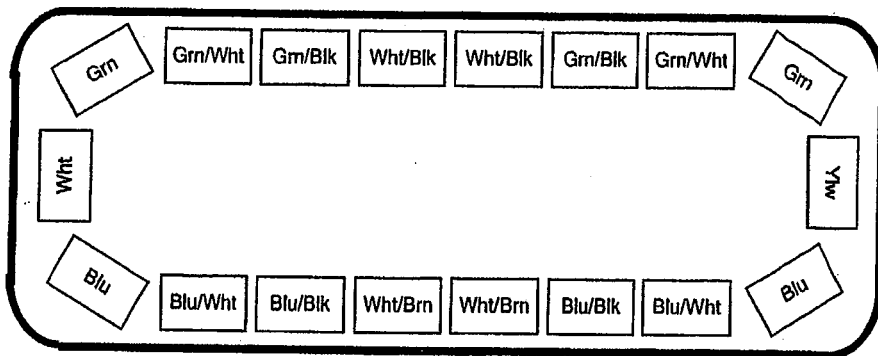 Grn Grn/Wht Grn/Blk Wht/Blk Wht/Blk Grn/Blk Grn/Wht Grn
Wht Ylw
Blu Blu/Wht Blu/Blk Wht/Brn Wht/Brn Blu/Blk Blu/Wht Blu